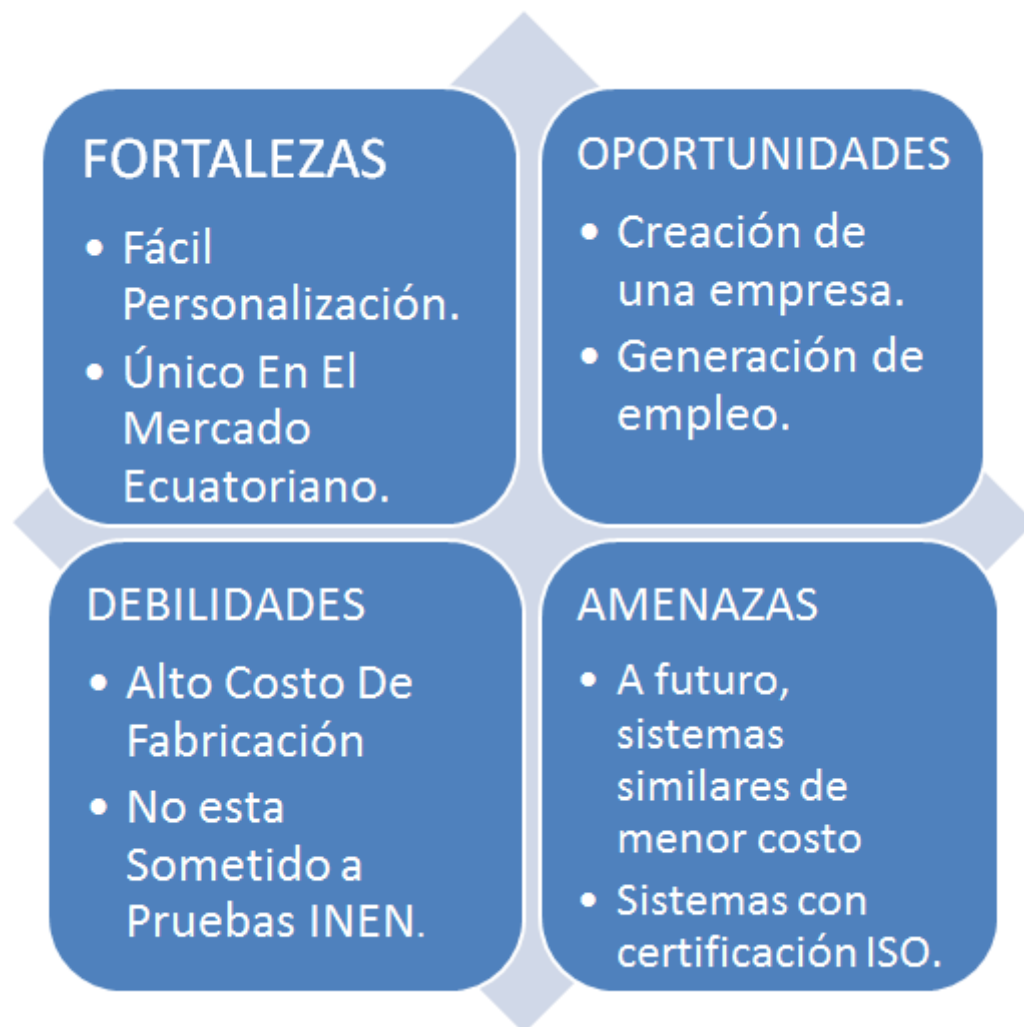 FORTALEZAS
• Fácil
Personalización.
• Único En El
Mercado
Ecuatoriano.
OPORTUNIDADES
• Creación de
una empresa.
• Generación de
empleo.
DEBILIDADES
• Alto Costo De
Fabricación
• No esta
Sometido a
Pruebas INEN.
AMENAZAS
• A futuro,
sistemas
similares de
menor costo
• Sistemas con
certificación ISO.